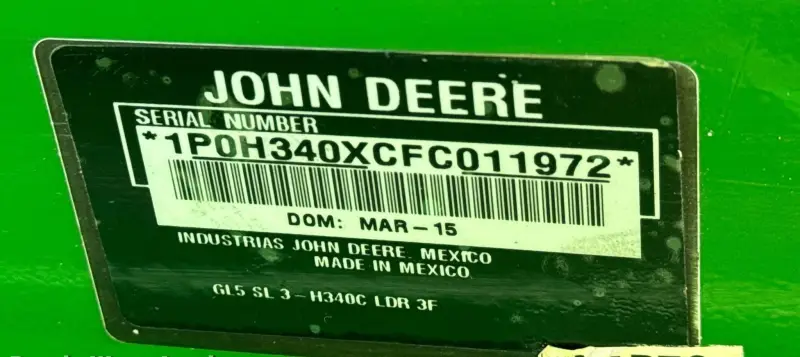 JOHN DEERE
SERIAL NUMBER
*1P0H340XCFC011972*
DOM: MAR-15
INDUSTRIAS JOHN DEERE. MEXICO
MADE IN MEXICO
GL5 SL 3-H340C LDR 3F